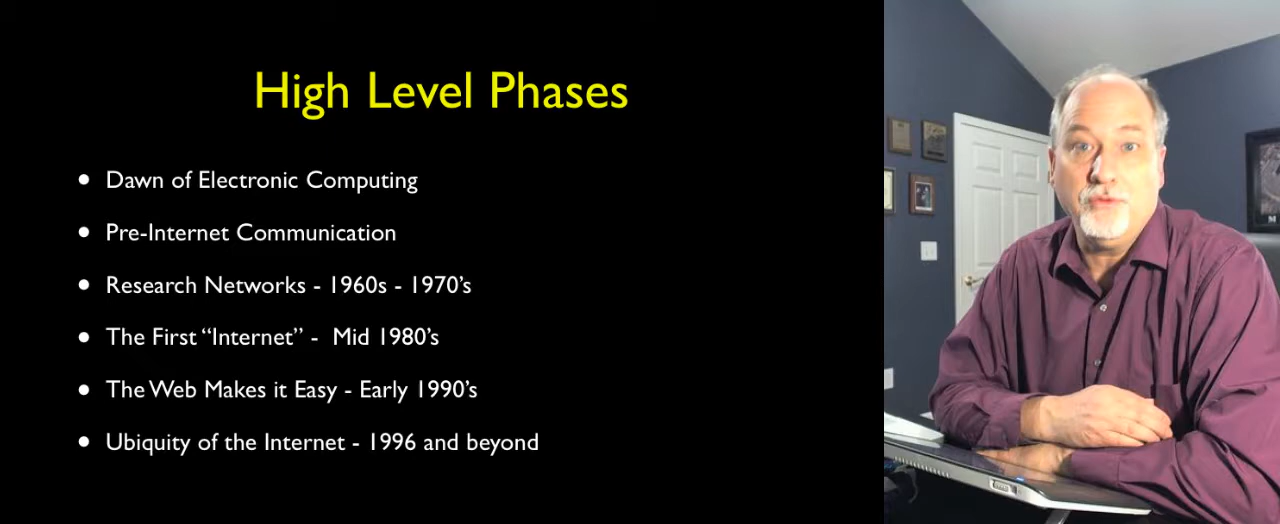 High Level Phases
• Dawn of Electronic Computing
• Pre-Internet Communication
• Research Networks - 1960s - 1970's
• The First “Internet” - Mid 1980's
• The Web Makes it Easy - Early 1990's
• Ubiquity of the Internet - 1996 and beyond